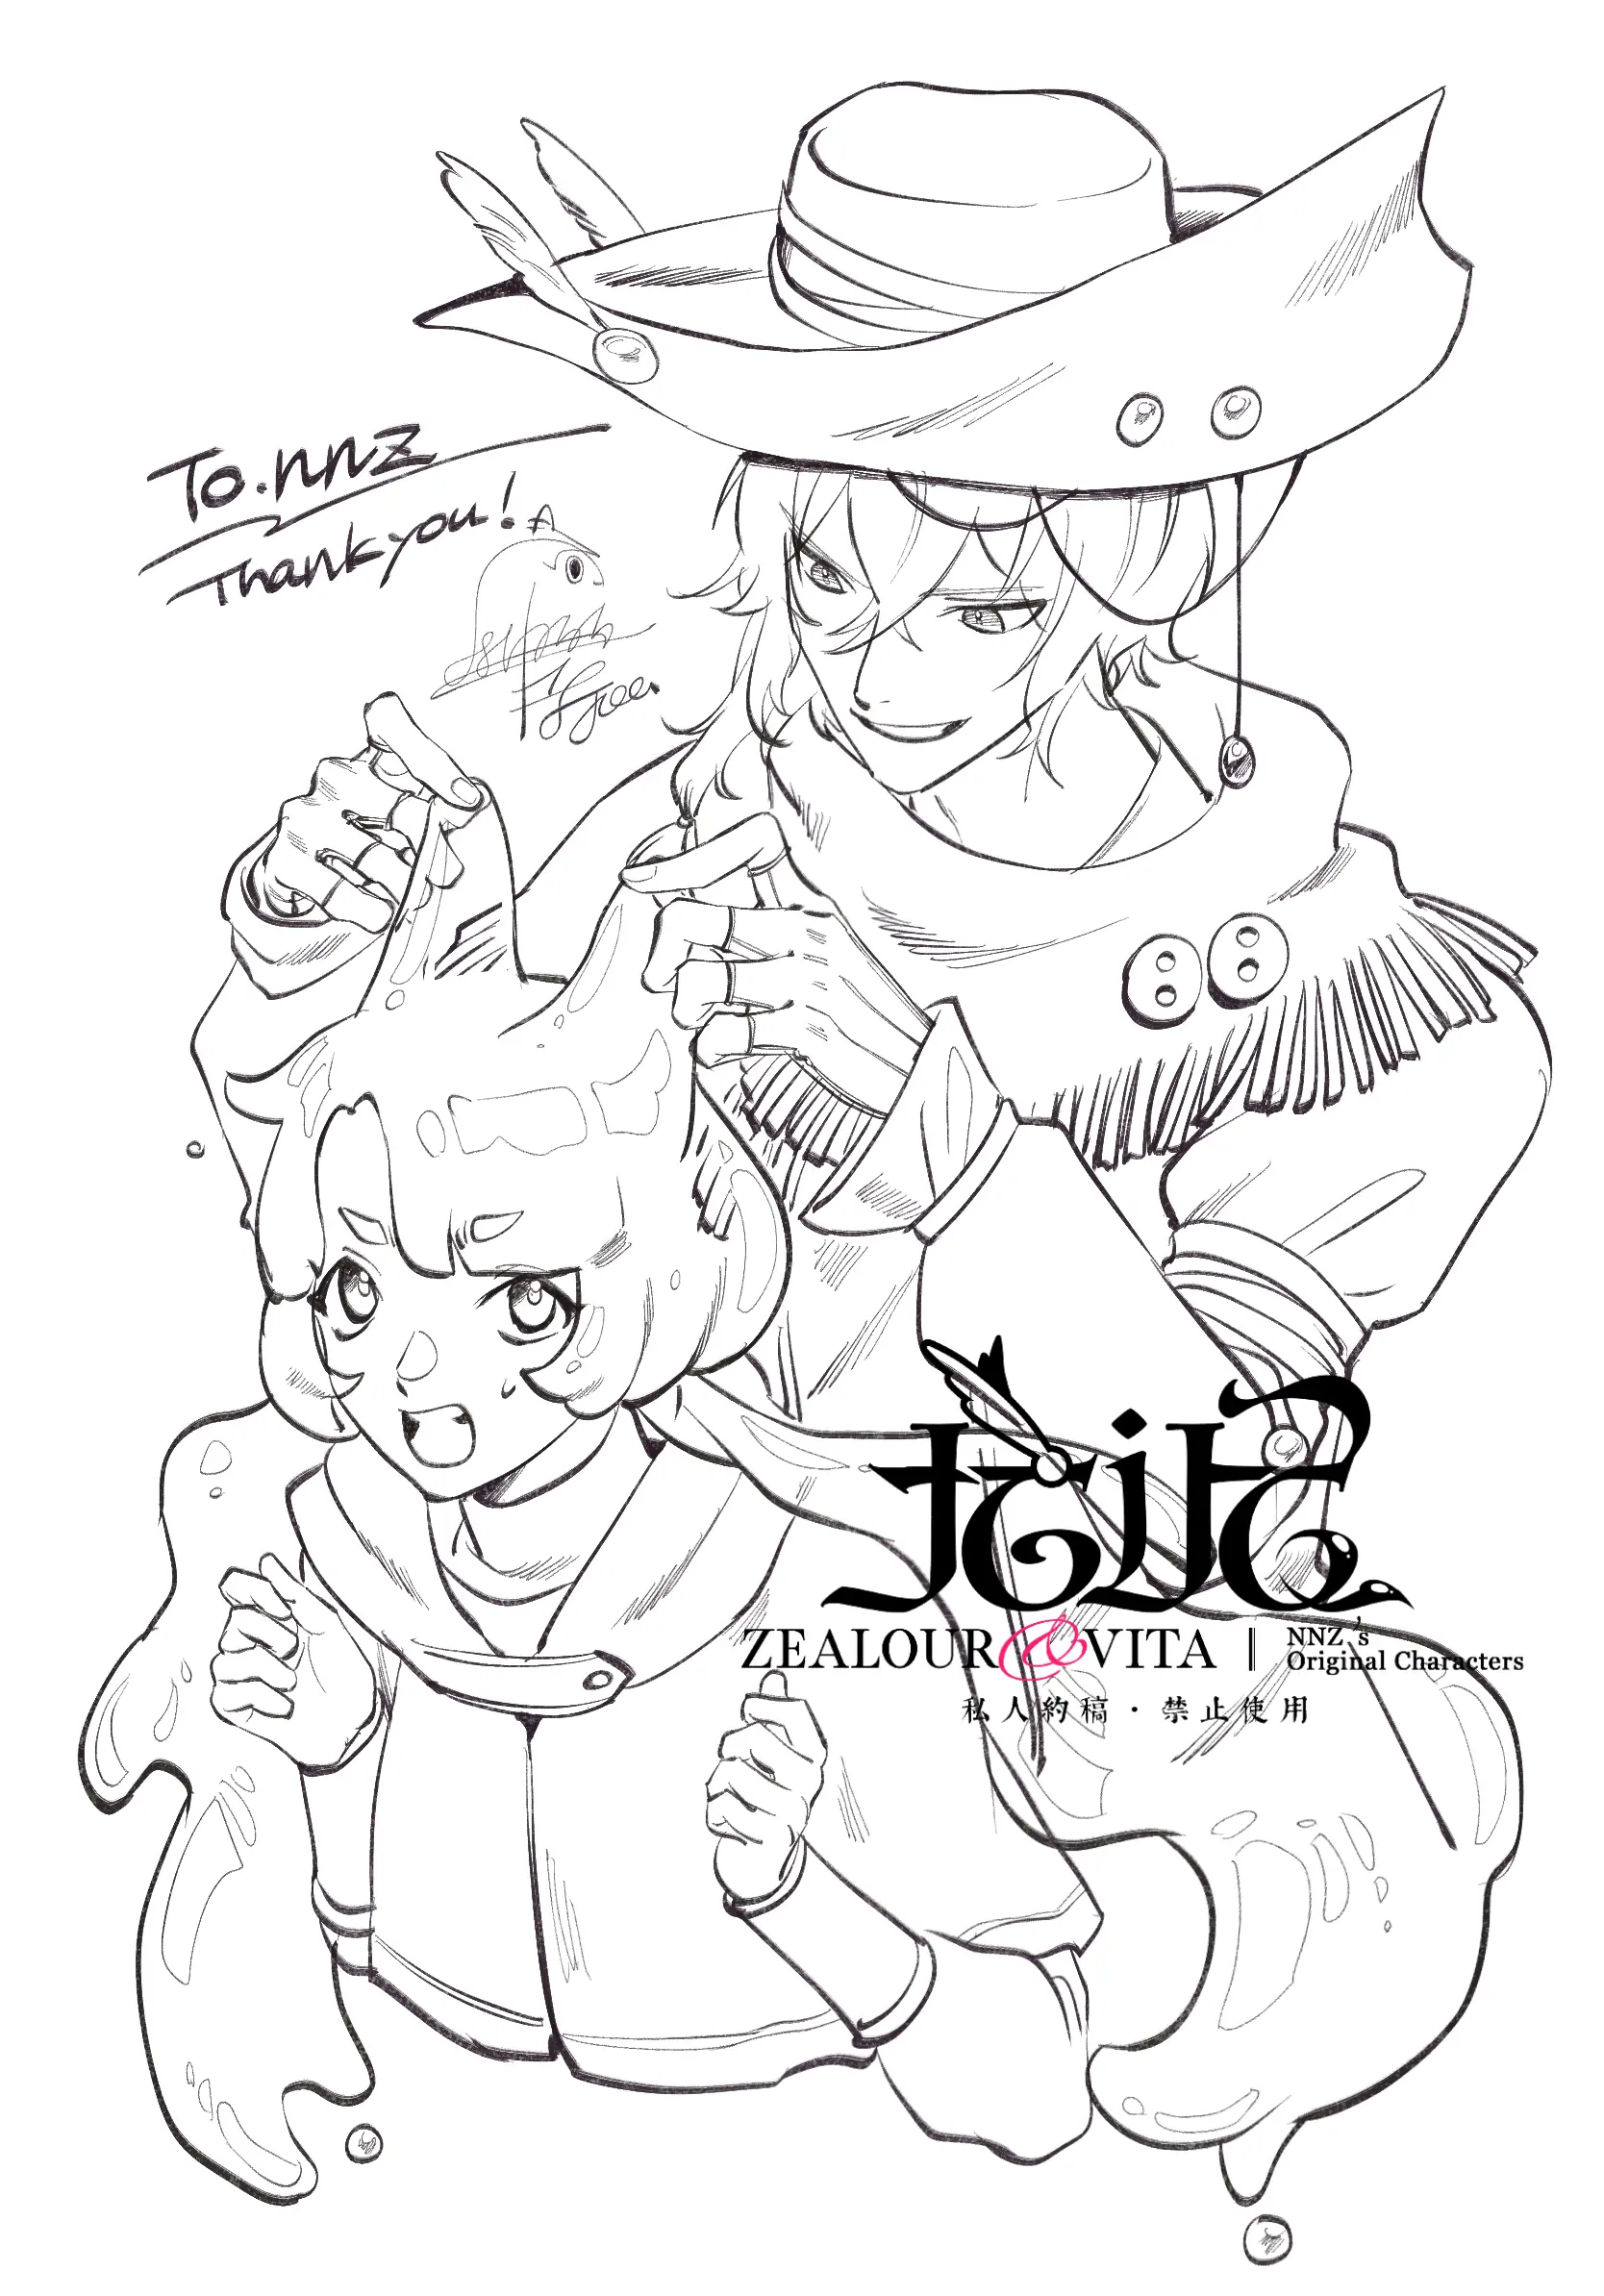 To.nnz
Thank you!
ZEALOUR & VITA || NNZ's
Original Characters
私人約稿・禁止使用